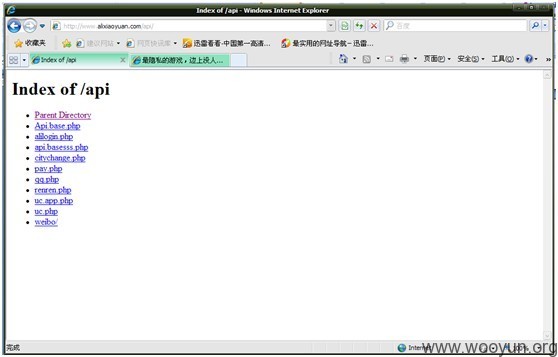 Index of /api - Windows Internet Explorer
http://www.alixiaoyuan.com/api/
百度
收藏夹 建议网站 网页快讯库 迅雷看看-中国第一高清... 最实用的网址导航－迅雷...
Index of /api 最隐私的游戏，边上没人... 页面(P) 安全(S) 工具(O)
Index of /api
Parent Directory
Api.base.php
alilogin.php
api.basesss.php
citychange.php
pay.php
qq.php
renren.php
uc.app.php
uc.php
weibo/
完成 Internet 100%
www.wooyun.org